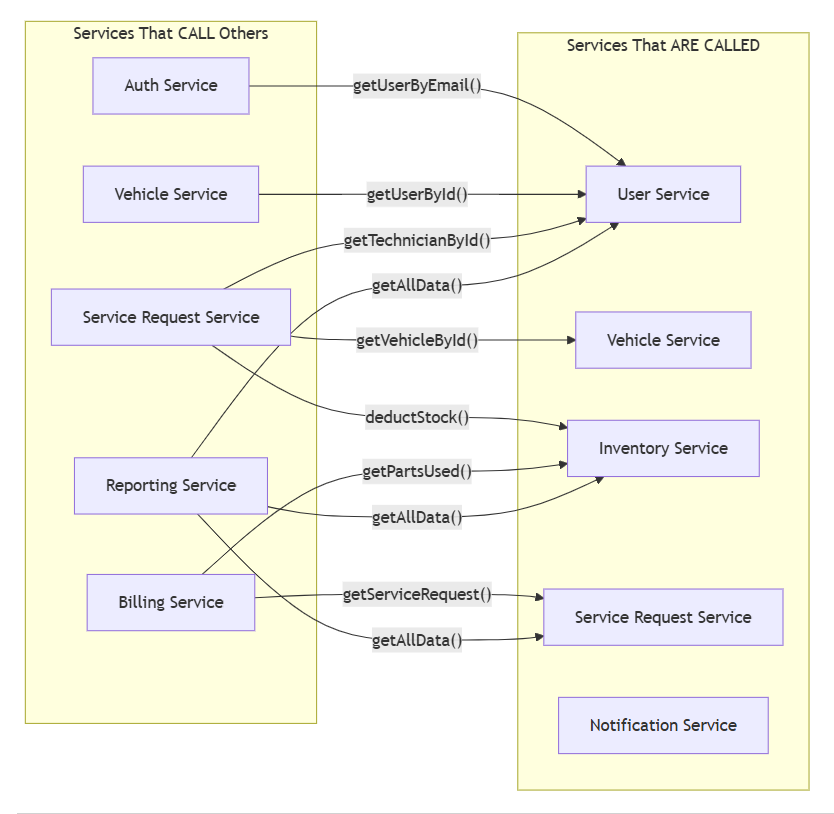 Services That CALL Others
Auth Service
Vehicle Service
Service Request Service
Reporting Service
Billing Service
getUserByEmail()
getUserById()
getTechnicianById()
getAllData()
getVehicleById()
deductStock()
getPartsUsed()
getAllData()
getServiceRequest()
getAllData()
Services That ARE CALLED
User Service
Vehicle Service
Inventory Service
Service Request Service
Notification Service